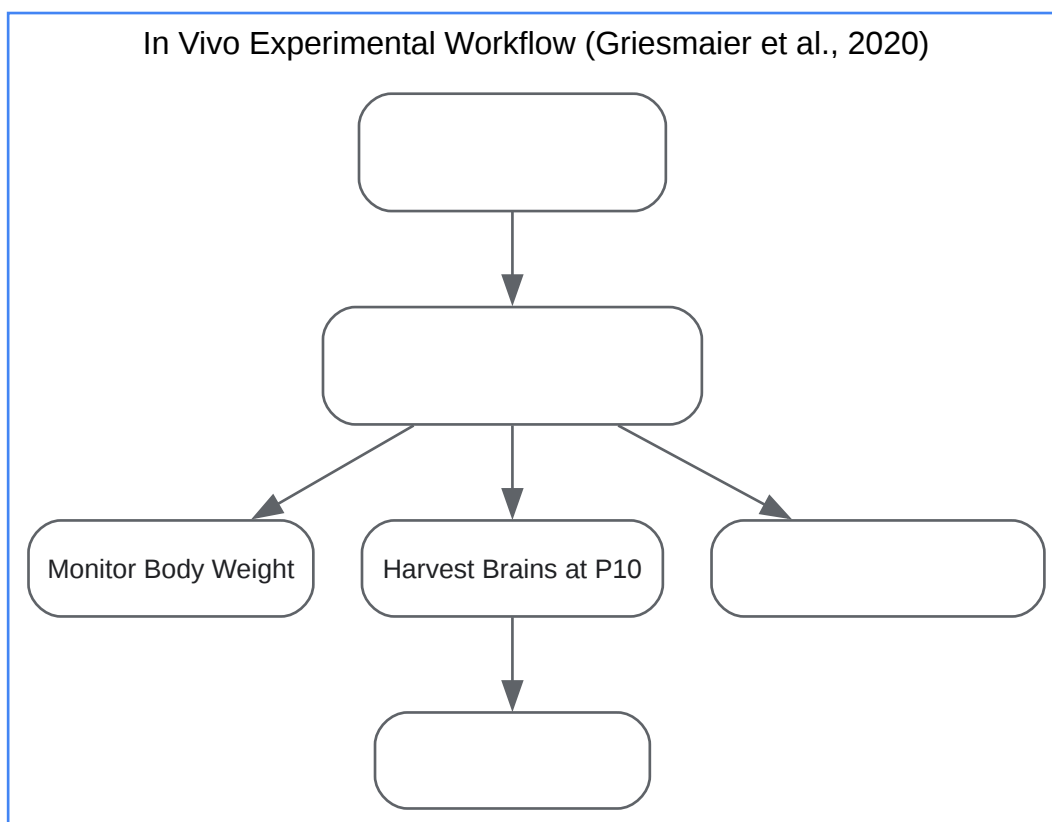 In Vivo Experimental Workflow (Griesmaier et al., 2020)
Monitor Body Weight
Harvest Brains at P10